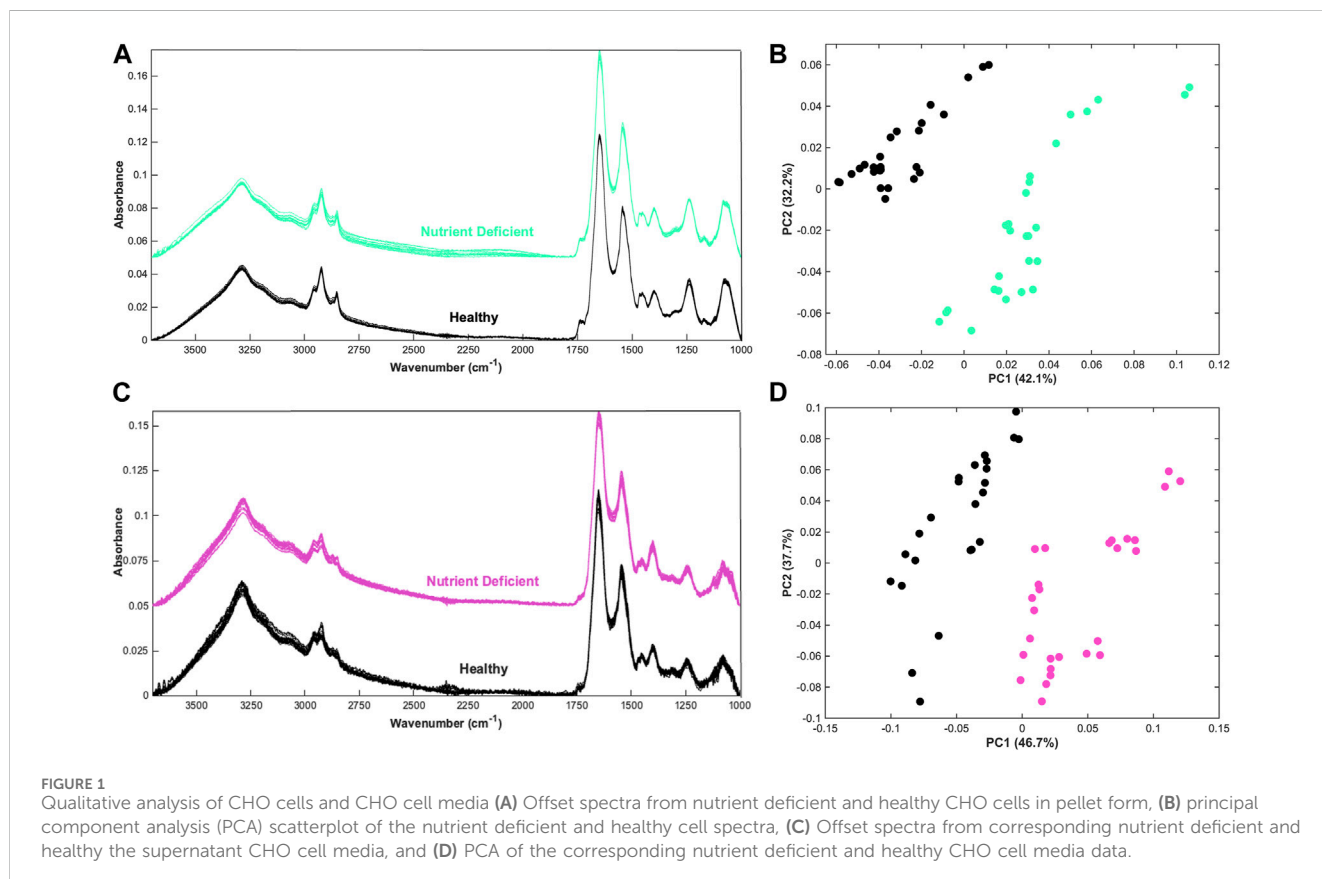 A
Absorbance
0.16
0.14
0.12
0.10
0.08
0.06
0.04
0.02
0
Nutrient Deficient
Healthy
3500 3250 3000 2750 2500 2250 2000 1750 1500 1250 1000
Wavenumber (cm-1)
B
PC2 (32.2%)
0.06
0.04
0.02
0
-0.02
-0.04
-0.06
-0.08
-0.06 -0.04 -0.02 0 0.02 0.04 0.06 0.08 0.10 0.12
PC1 (42.1%)
C
Absorbance
0.15
0.125
0.1
0.075
0.05
0.025
0
Nutrient Deficient
Healthy
3500 3250 3000 2750 2500 2250 2000 1750 1500 1250 1000
Wavenumber (cm-1)
D
PC2 (37.7%)
0.1
0.06
0.02
0
-0.02
-0.06
-0.1
-0.15 -0.1 -0.05 0 0.05 0.1 0.15
PC1 (46.7%)
FIGURE 1
Qualitative analysis of CHO cells and CHO cell media (A) Offset spectra from nutrient deficient and healthy CHO cells in pellet form, (B) principal
component analysis (PCA) scatterplot of the nutrient deficient and healthy cell spectra, (C) Offset spectra from corresponding nutrient deficient and
healthy the supernatant CHO cell media, and (D) PCA of the corresponding nutrient deficient and healthy CHO cell media data.